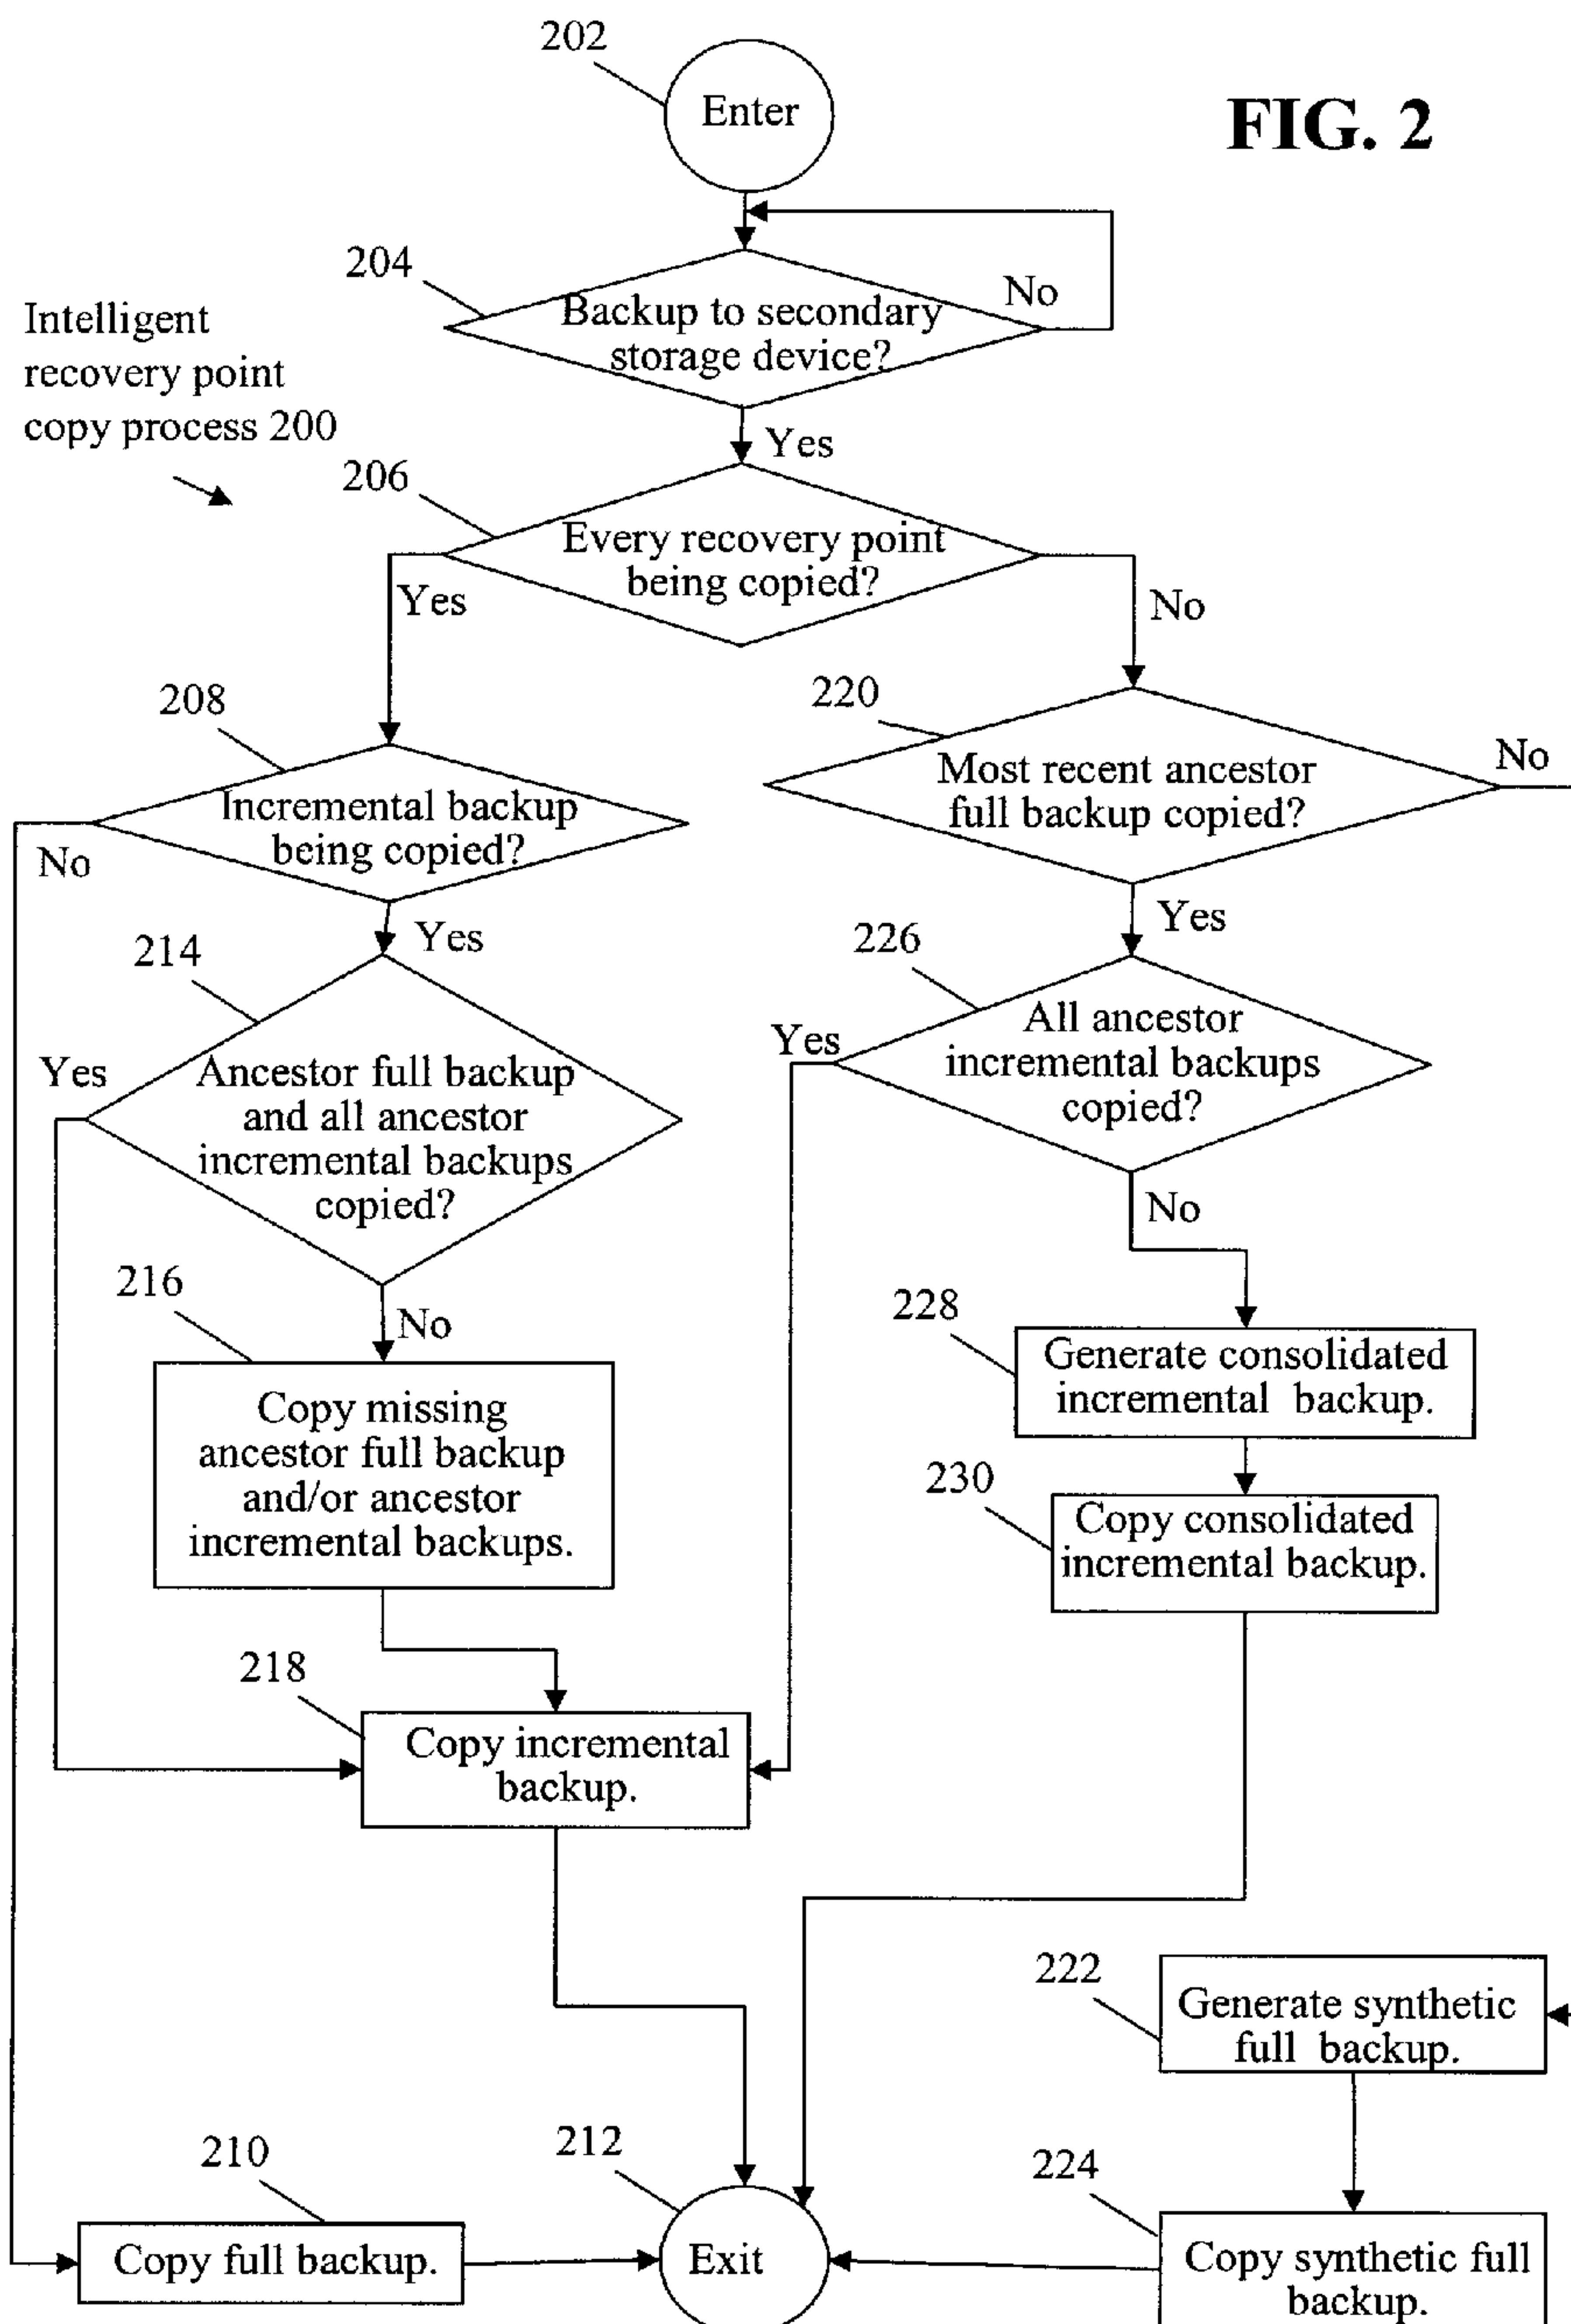 202
Enter
FIG. 2
204
Backup to secondary
storage device?
No
Intelligent
recovery point
copy process 200
Yes
206
Every recovery point
being copied?
Yes
No
208
Incremental backup
being copied?
No
Yes
220
Most recent ancestor
full backup copied?
No
Yes
214
Ancestor full backup
and all ancestor
incremental backups
copied?
Yes
No
226
All ancestor
incremental backups
copied?
Yes
No
216
Copy missing
ancestor full backup
and/or ancestor
incremental backups.
228
Generate consolidated
incremental backup.
230
Copy consolidated
incremental backup.
218
Copy incremental
backup.
222
Generate synthetic
full backup.
210
Copy full backup.
212
Exit
224
Copy synthetic full
backup.